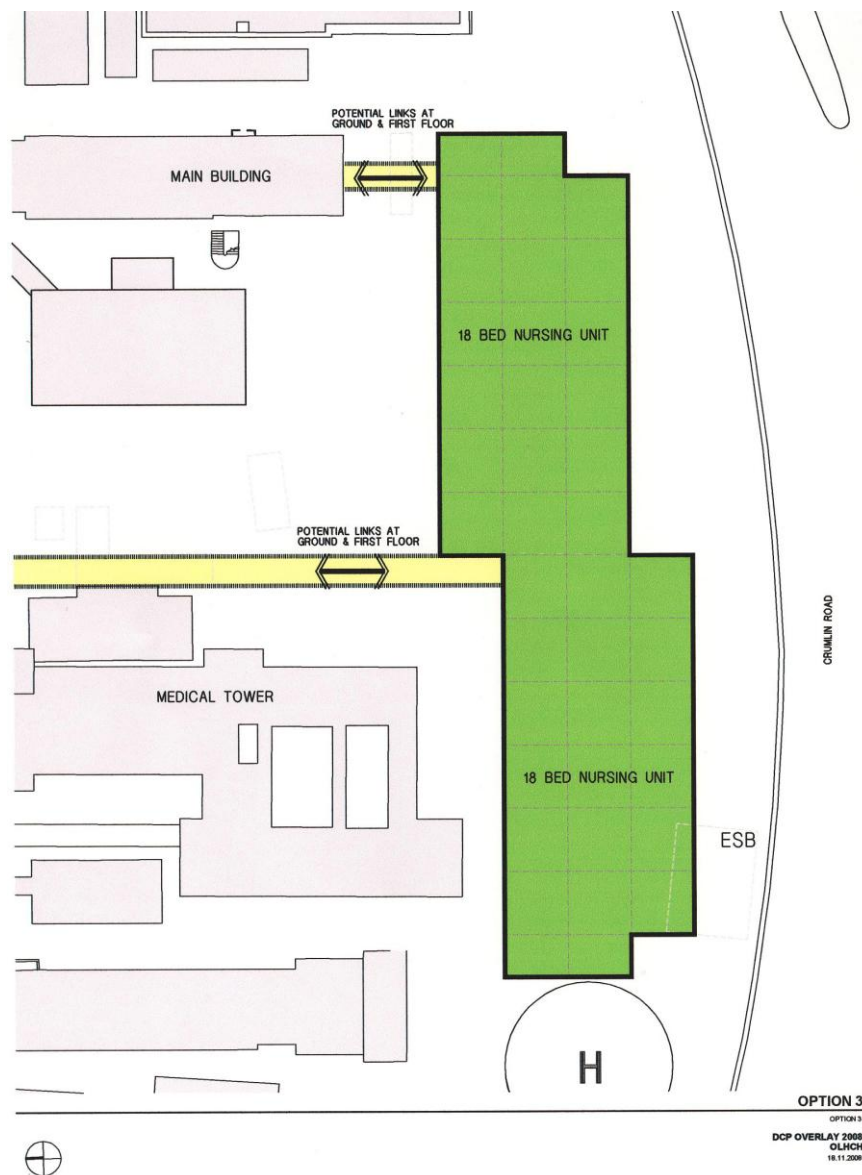 POTENTIAL LINKS AT
GROUND & FIRST FLOOR
MAIN BUILDING
18 BED NURSING UNIT
POTENTIAL LINKS AT
GROUND & FIRST FLOOR
CRUMLIN ROAD
MEDICAL TOWER
18 BED NURSING UNIT
ESB
H
OPTION 3
OPTION 3
DCP OVERLAY 2008
OLHCH